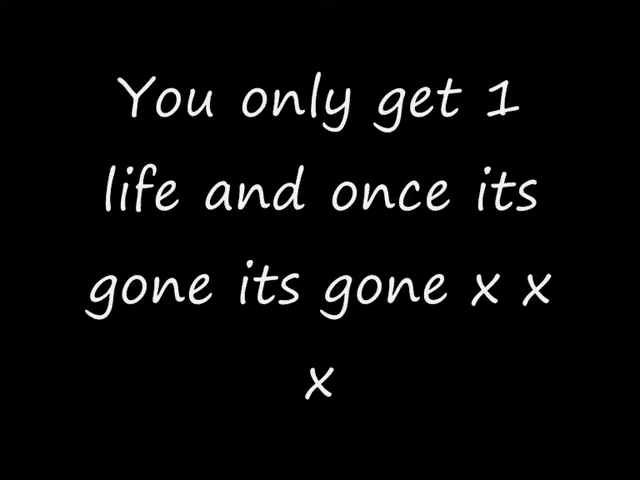 You only get 1
life and once its
gone its gone x x
x